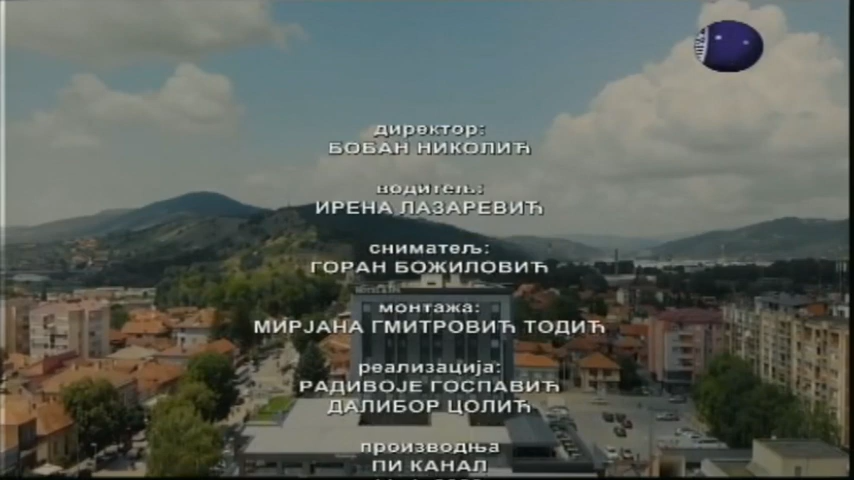 директор:
БОБАН НИКОЛИЋ
водитељ:
ИРЕНА ЛАЗАРЕВИЋ
сниматељ:
ГОРАН БОЖИЛОВИЋ
монтажа:
МИРЈАНА ГМИТРОВИЋ ТОДИЋ
реализација:
РАДИВОЈЕ ГОСПАВИЋ
ДАЛИБОР ЦОЛИЋ
производња
ПИ КАНАЛ